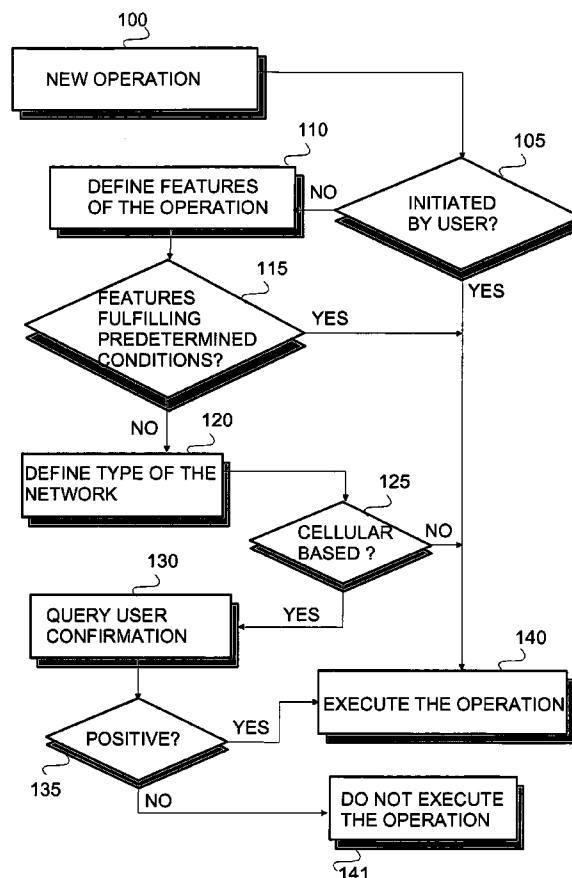 100
NEW OPERATION
105
INITIATED
BY USER?
NO
YES
110
DEFINE FEATURES
OF THE OPERATION
115
FEATURES
FULFILLING
PREDETERMINED
CONDITIONS?
YES
NO
120
DEFINE TYPE OF THE
NETWORK
125
CELLULAR
BASED ?
NO
YES
130
QUERY USER
CONFIRMATION
140
EXECUTE THE OPERATION
POSITIVE?
YES
135
NO
DO NOT EXECUTE
THE OPERATION
141